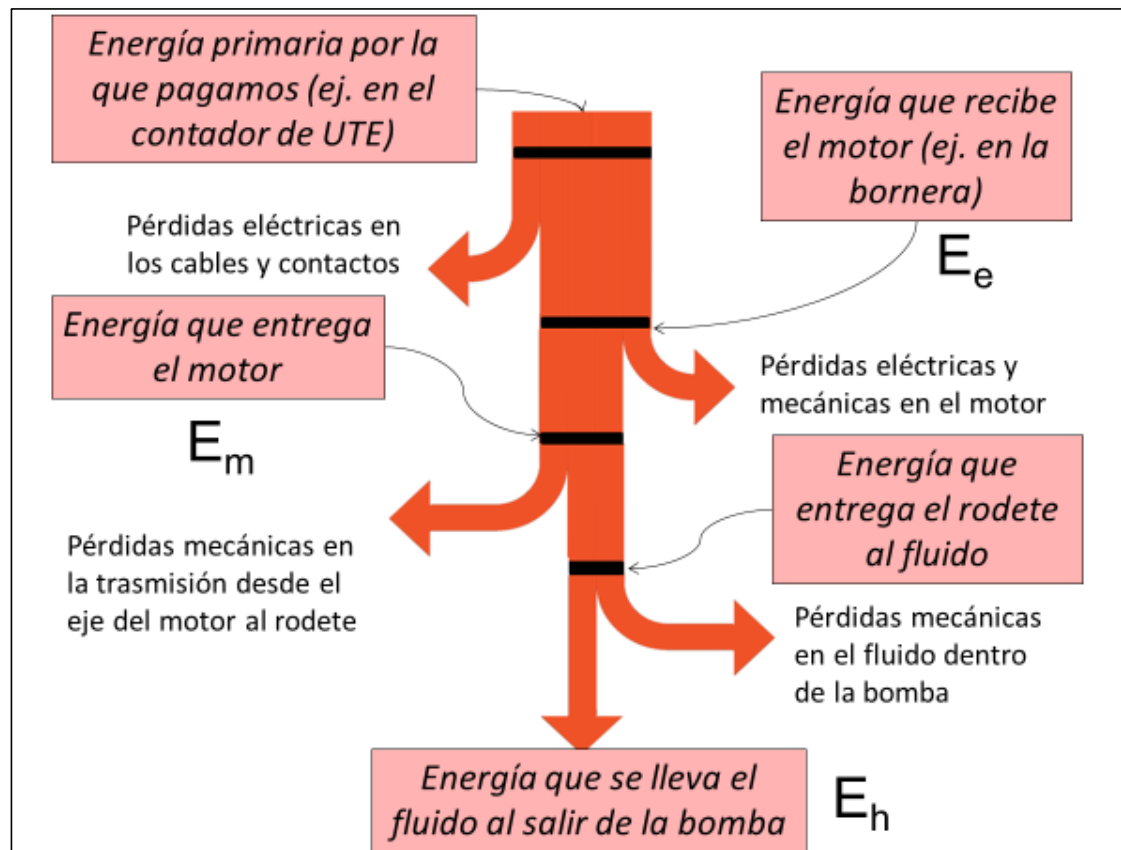 Energía primaria por la
que pagamos (ej. en el
contador de UTE)
Energía que recibe
el motor (ej. en la
bornera)
E_e
Pérdidas eléctricas en
los cables y contactos
Energía que entrega
el motor
E_m
Pérdidas eléctricas y
mecánicas en el motor
Energía que
entrega el rodete
al fluido
Pérdidas mecánicas en
la trasmisión desde el
eje del motor al rodete
Pérdidas mecánicas
en el fluido dentro
de la bomba
Energía que se lleva el
fluido al salir de la bomba
E_h